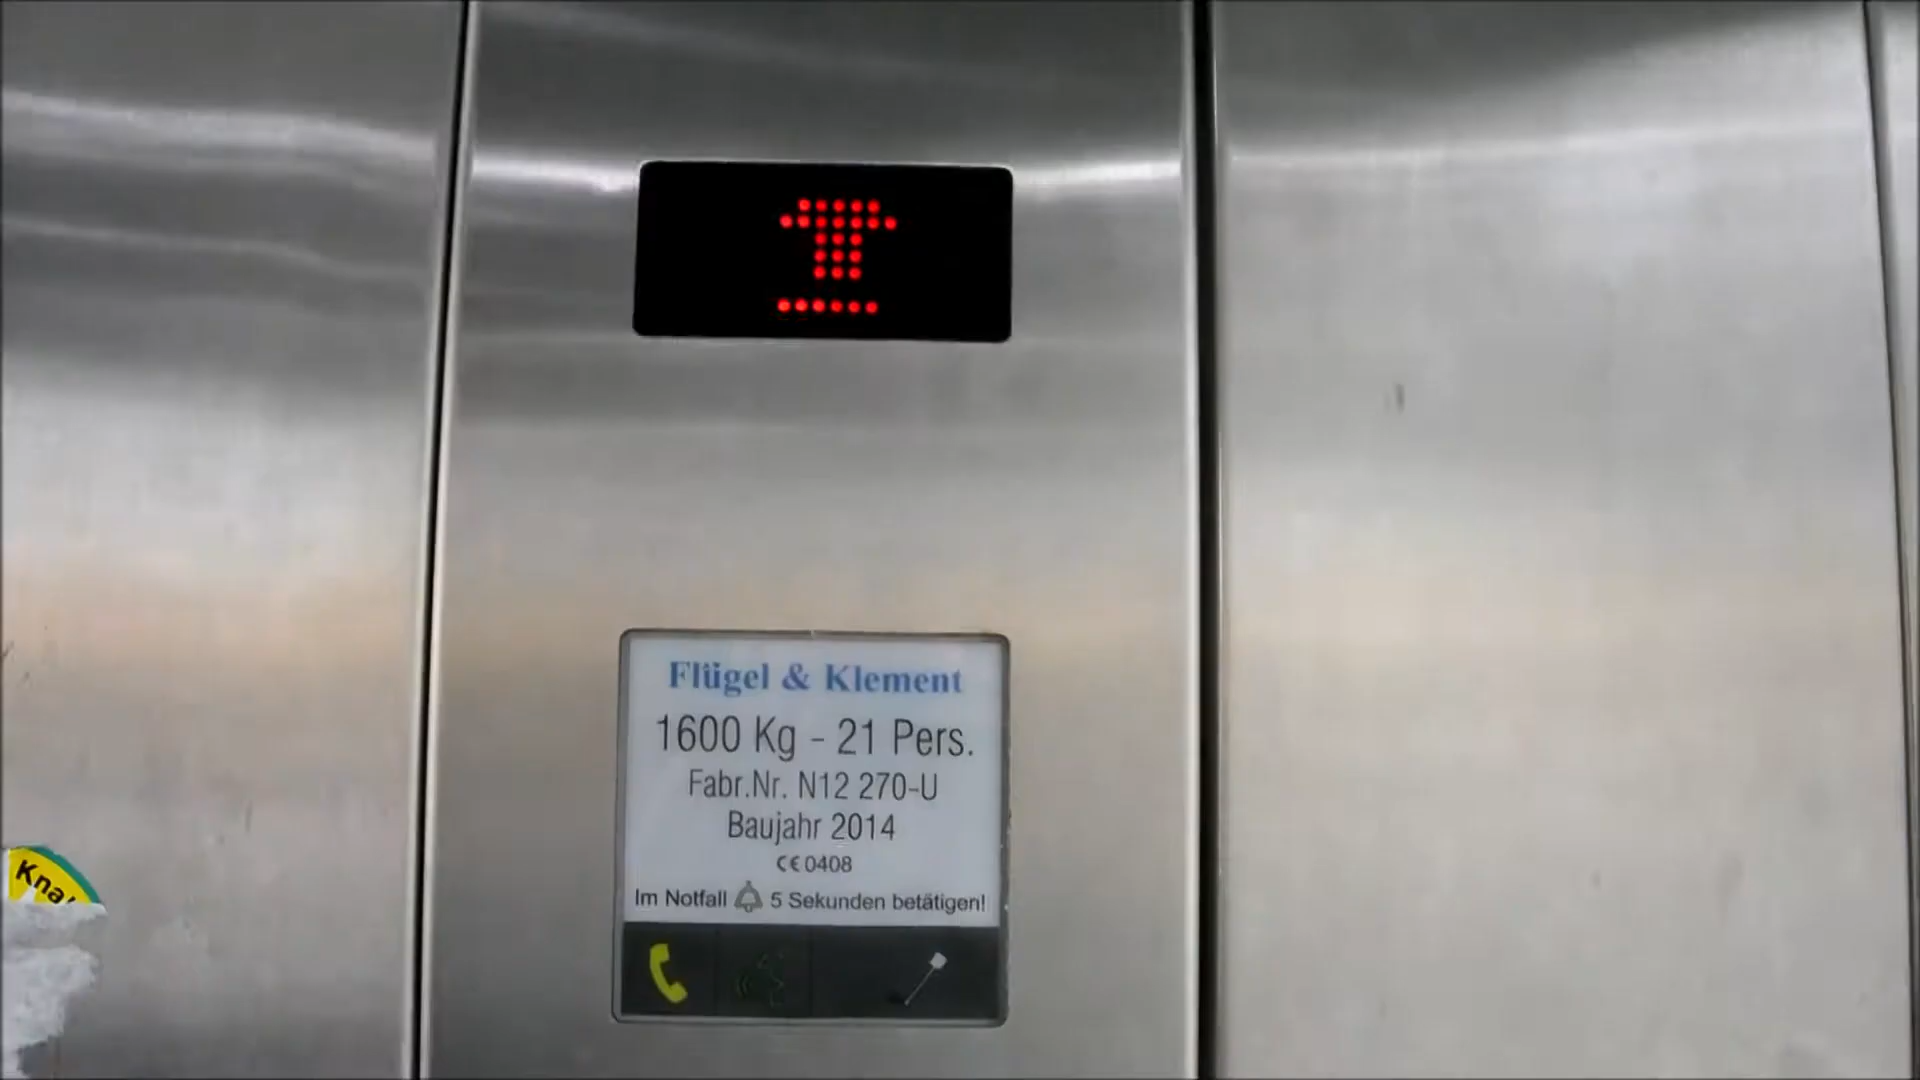 Flügel & Klement
1600 Kg - 21 Pers.
Fabr.Nr. N12 270-U
Baujahr 2014
CE 0408
Im Notfall 5 Sekunden betätigen!